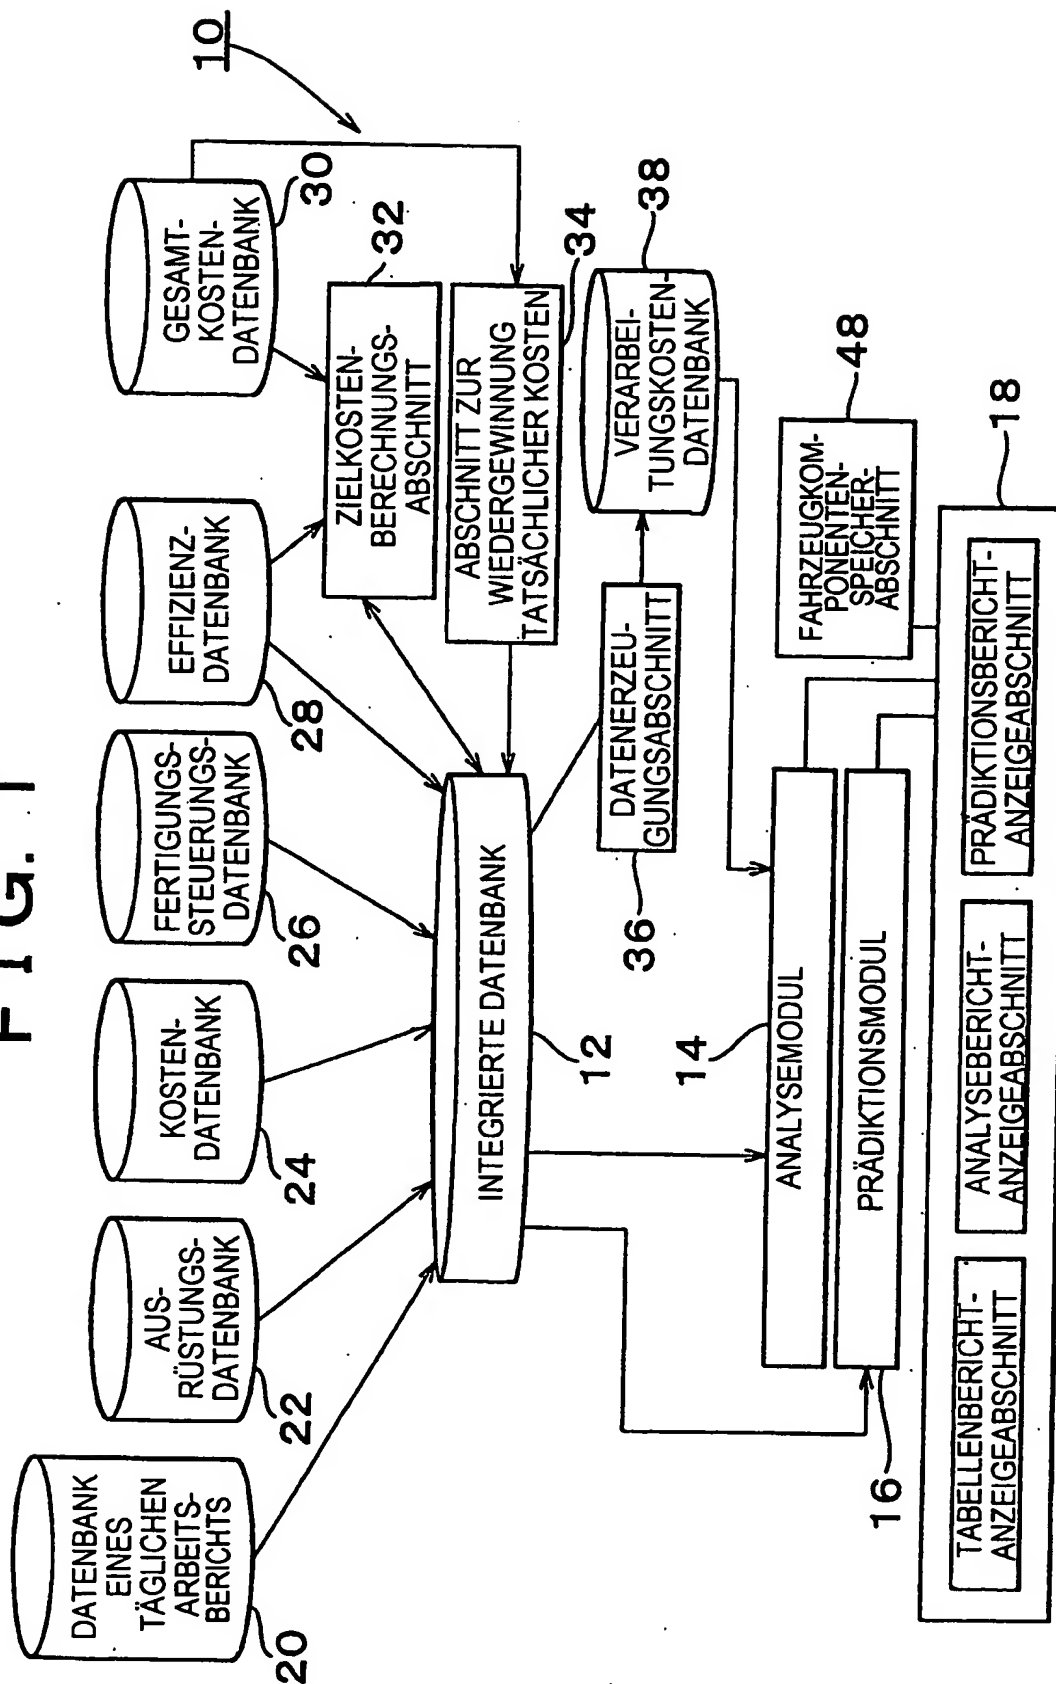 FIG. 1
10
DATENBANK
EINES
TÄGLICHEN
ARBEITS-
BERICHTS
20
AUS-
RÜSTUNGS-
DATENBANK
22
KOSTEN-
DATENBANK
24
FERTIGUNGS-
STEUERUNGS-
DATENBANK
26
EFFIZENZ-
DATENBANK
28
GESAMT-
KOSTEN-
DATENBANK
30
ZIELKOSTEN-
BERECHNUNGS-
ABSCHNITT
32
ABSCHNITT ZUR
WIEDERGEWINNUNG
TATSÄCHLICHER KOSTEN
34
INTEGRIERTE DATENBANK
12
DATENERZEU-
GUNGSABSCHNITT
36
VERARBEI-
TUNGSKOSTEN-
DATENBANK
38
ANALYSEMODUL
14
PRÄDIKTIONSMODUL
16
FAHRZEUGKOM-
PONENTEN-
SPEICHER-
ABSCHNITT
48
18
TABELLENBERICHT-
ANZEIGEABSCHNITT
ANALYSEBERICHT-
ANZEIGEABSCHNITT
PRÄDIKTIONSBERICHT-
ANZEIGEABSCHNITT